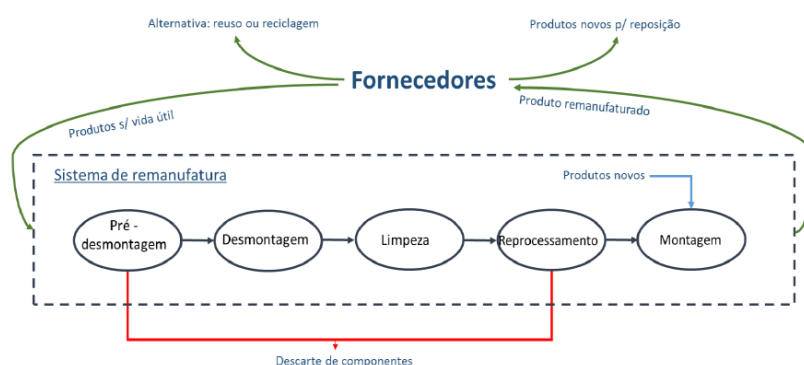 Alternativa: reuso ou reciclagem
Produtos novos p/ reposição
Fornecedores
Produtos s/ vida útil
Produto remanufaturado
Sistema de remanufatura
Produtos novos
Pré -
desmontagem
Desmontagem
Limpeza
Reprocessamento
Montagem
Descarte de componentes